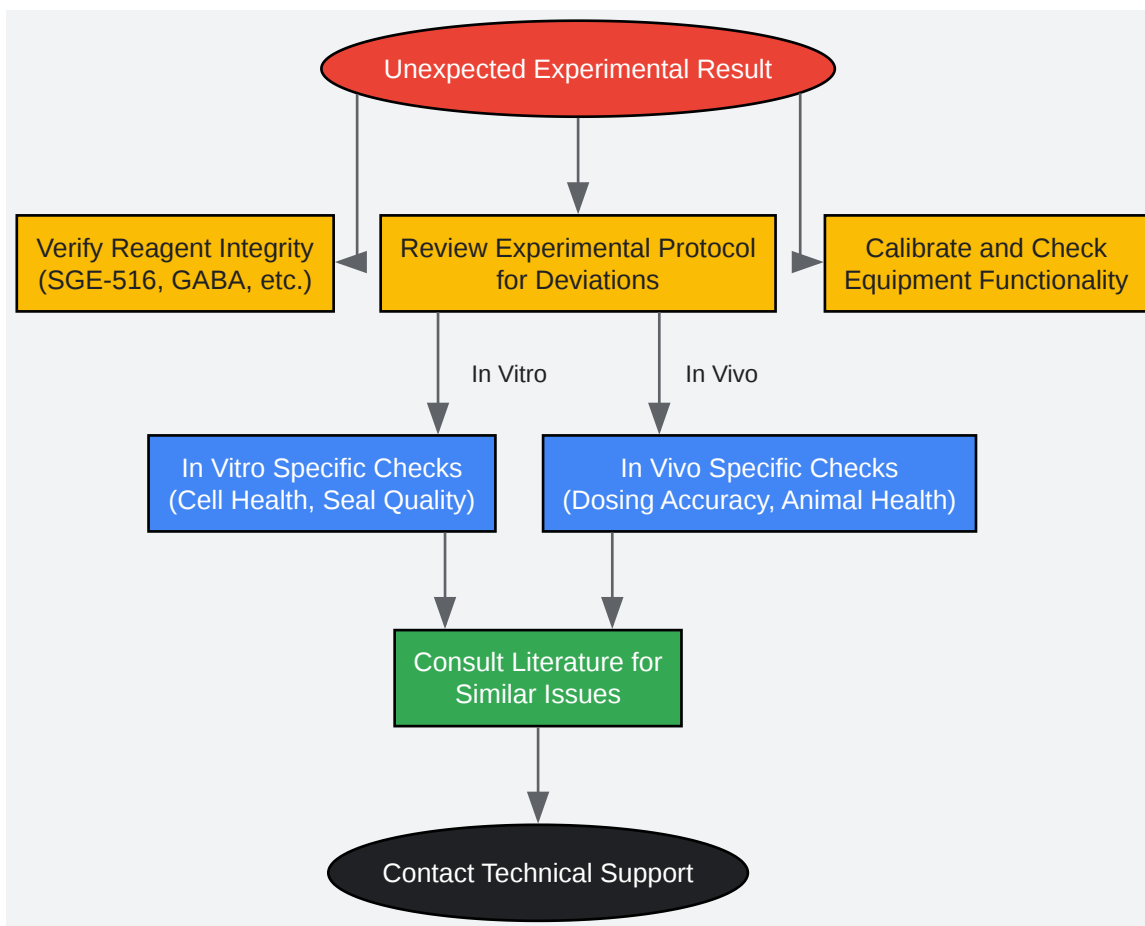 Unexpected Experimental Result
Verify Reagent Integrity
(SGE-516, GABA, etc.)
Review Experimental Protocol
for Deviations
Calibrate and Check
Equipment Functionality
In Vitro
In Vivo
In Vitro Specific Checks
(Cell Health, Seal Quality)
In Vivo Specific Checks
(Dosing Accuracy, Animal Health)
Consult Literature for
Similar Issues
Contact Technical Support